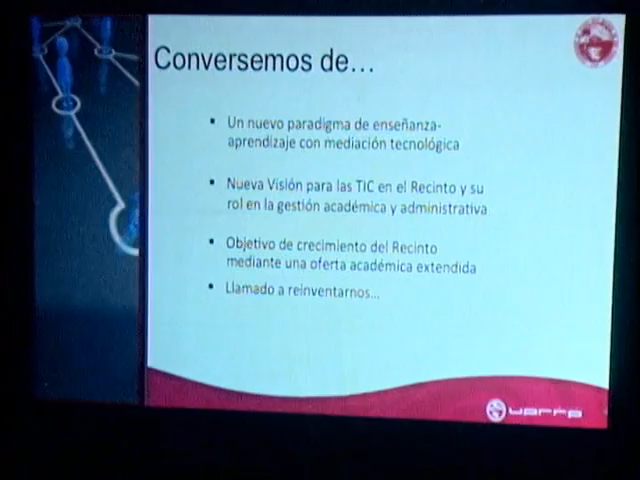 Conversemos de...
▪ Un nuevo paradigma de enseñanza-
aprendizaje con mediación tecnológica
▪ Nueva Visión para las TIC en el Recinto y su
rol en la gestión académica y administrativa
▪ Objetivo de crecimiento del Recinto
mediante una oferta académica extendida
▪ Llamado a reinventarnos...